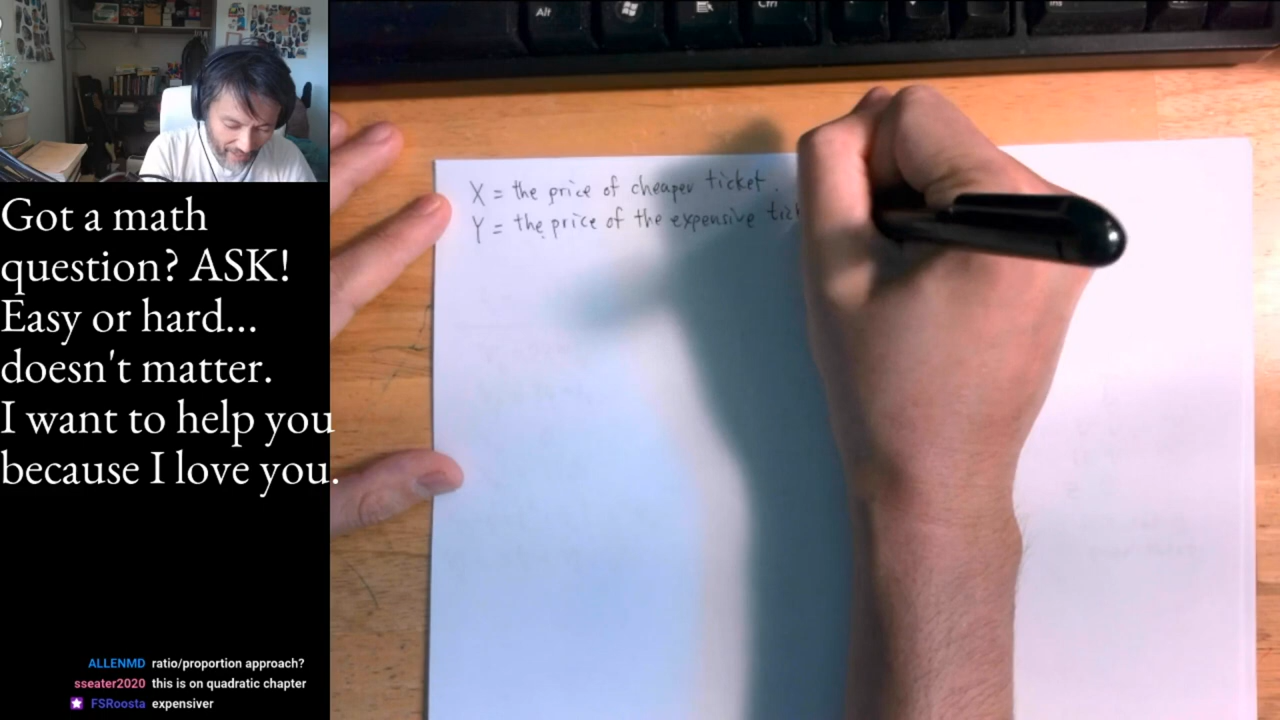 Alt
Ctrl
Ins
X = the price of cheaper ticket.
Y = the price of the expensive
Got a math
question? ASK!
Easy or hard...
doesn't matter.
I want to help you
because I love you.
ALLENMD ratio/proportion approach?
sseater2020 this is on quadratic chapter
FSRoosta expensiver